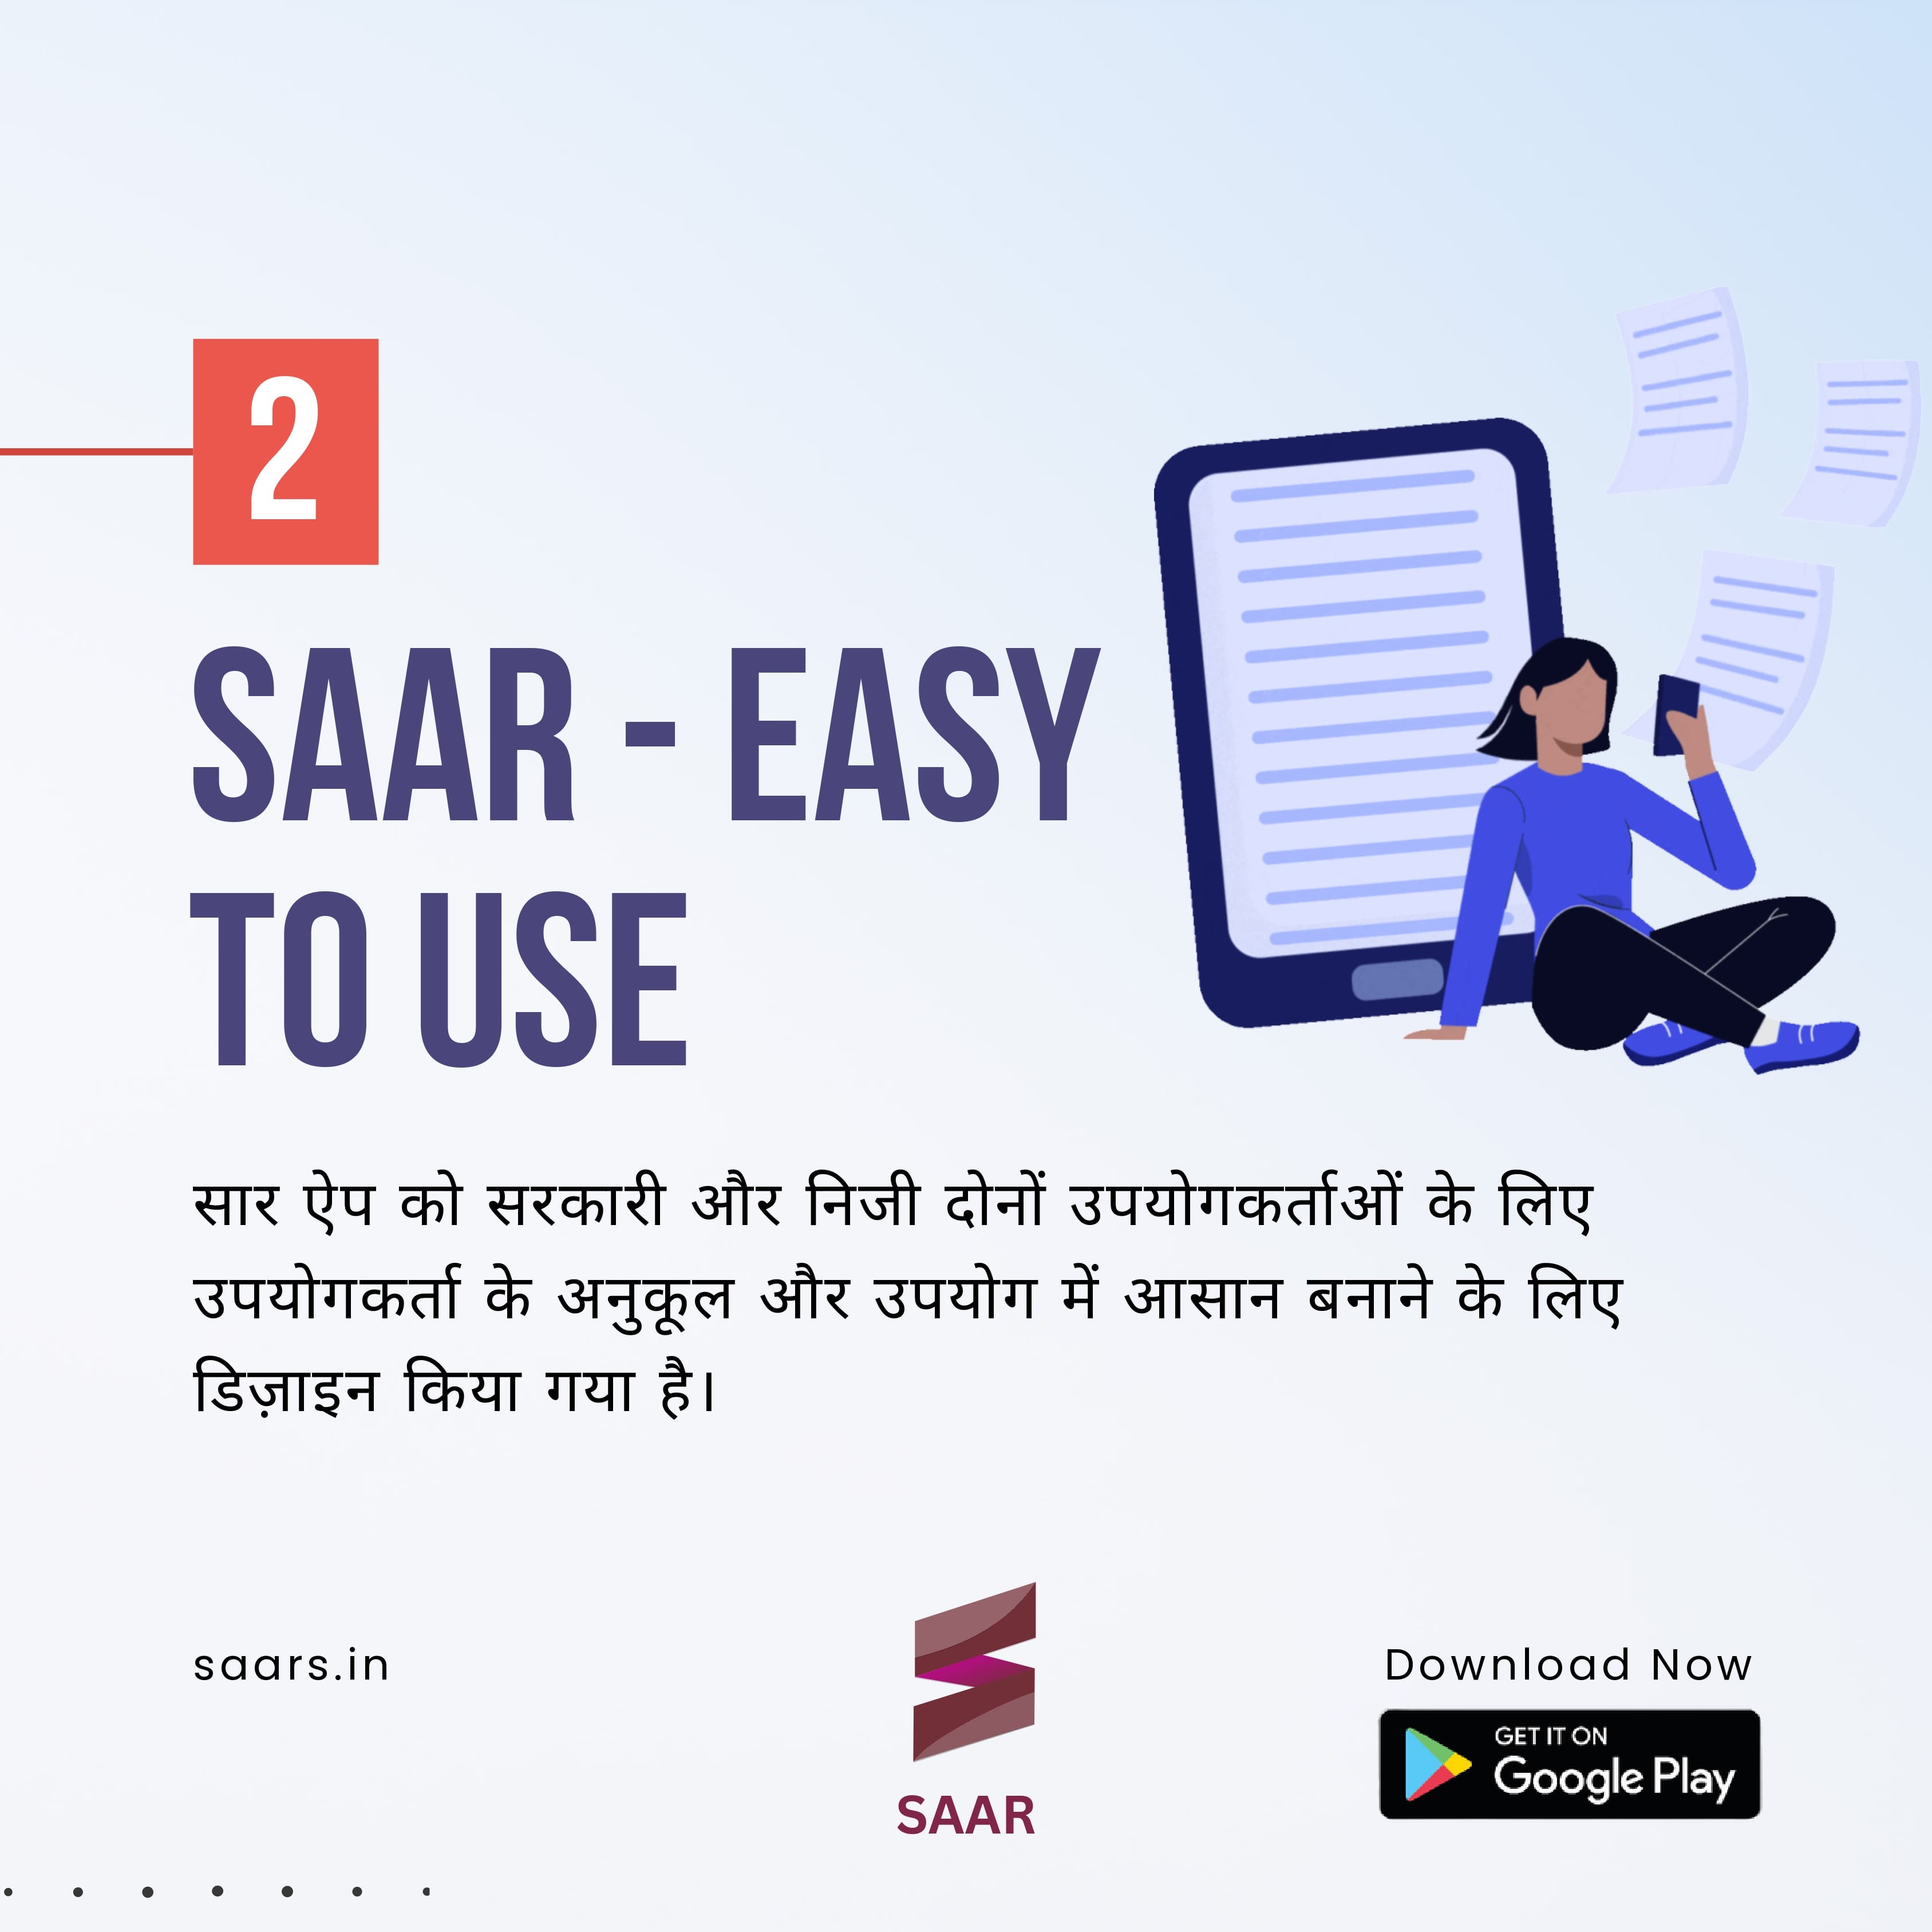 2
SAAR - EASY
TO USE
सार ऐप को सरकारी और निजी दोनों उपयोगकर्ताओं के लिए
उपयोगकर्ता के अनुकूल और उपयोग में आसान बनाने के लिए
डिज़ाइन किया गया है।
saars.in
SAAR
Download Now
GET IT ON
Google Play